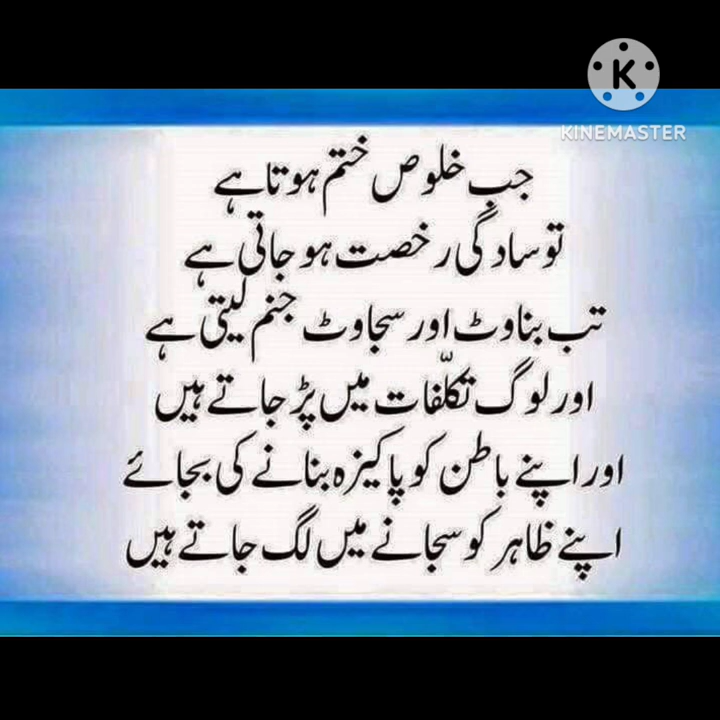 KINEMASTER
جب خلوص ختم ہوتا ہے
تو سادگی رخصت ہو جاتی ہے
تب بناوٹ اور سجاوٹ جنم لیتی ہے
اور لوگ تکلّفات میں پڑ جاتے ہیں
اور اپنے باطن کو پاکیزہ بنانے کی بجائے
اپنے ظاہر کو سجانے میں لگ جاتے ہیں